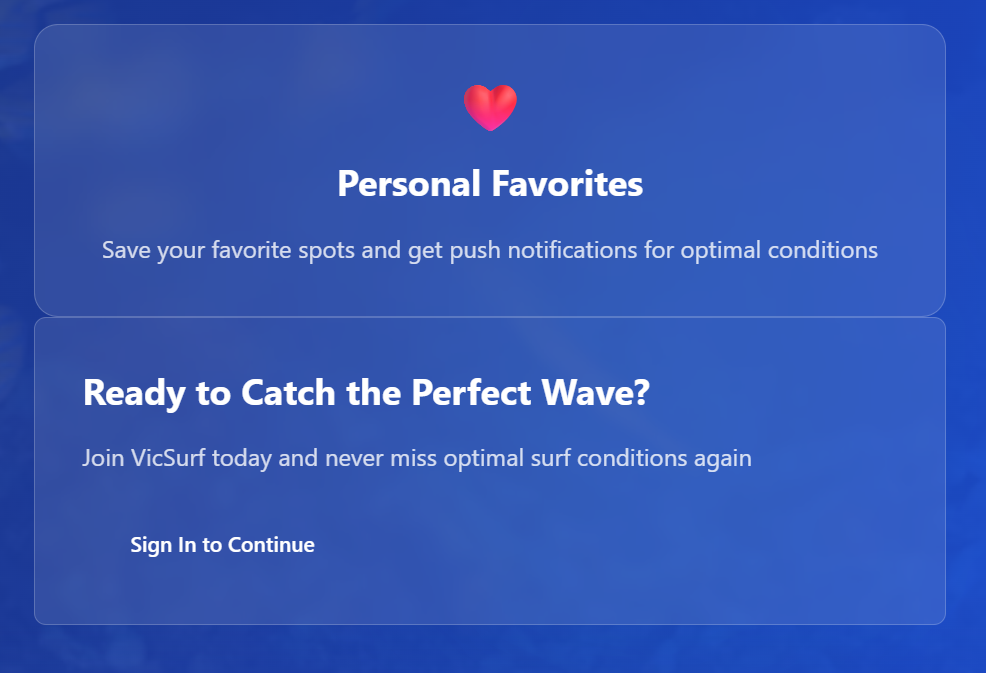 Personal Favorites
Save your favorite spots and get push notifications for optimal conditions
Ready to Catch the Perfect Wave?
Join VicSurf today and never miss optimal surf conditions again
Sign In to Continue